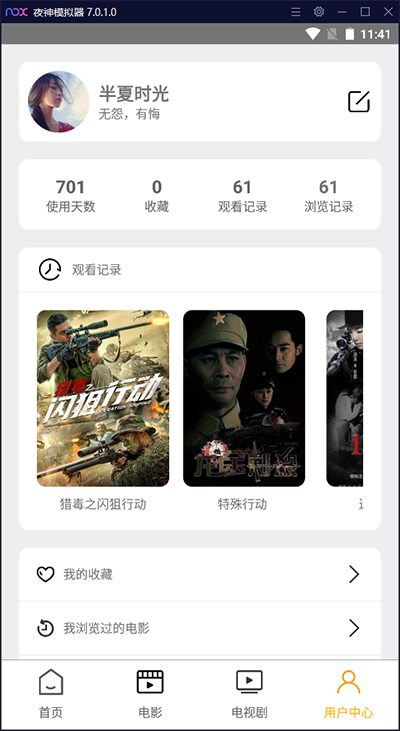 nox 夜神模拟器 7.0.1.0
11:41
半夏时光
无怨，有悔
701 0 61 61
使用天数 收藏 观看记录 浏览记录
观看记录
猎毒之
闪狙行动
猎毒之闪狙行动 特殊行动
我的收藏
我浏览过的电影
首页 电影 电视剧 用户中心